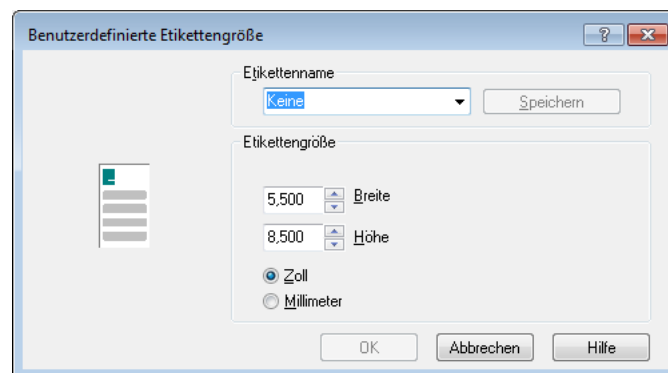 Benutzerdefinierte Etikettengröße
Etikettenname
Keine
Speichern
Etikettengröße
5,500 Breite
8,500 Höhe
Zoll
Millimeter
OK Abbrechen Hilfe